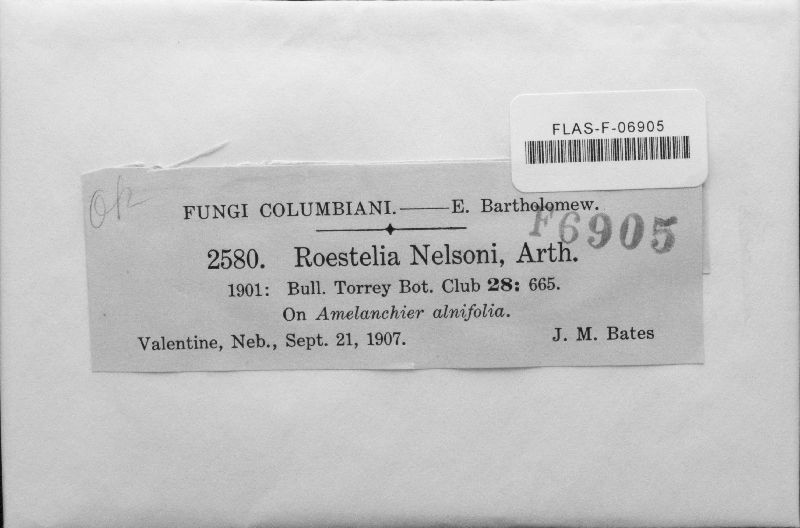 FLAS-F-06905
FUNGI COLUMBIANI.——E. Bartholomew.
F6905
2580. Roestelia Nelsoni, Arth.
1901: Bull. Torrey Bot. Club 28: 665.
On Amelanchier alnifolia.
Valentine, Neb., Sept. 21, 1907. J. M. Bates